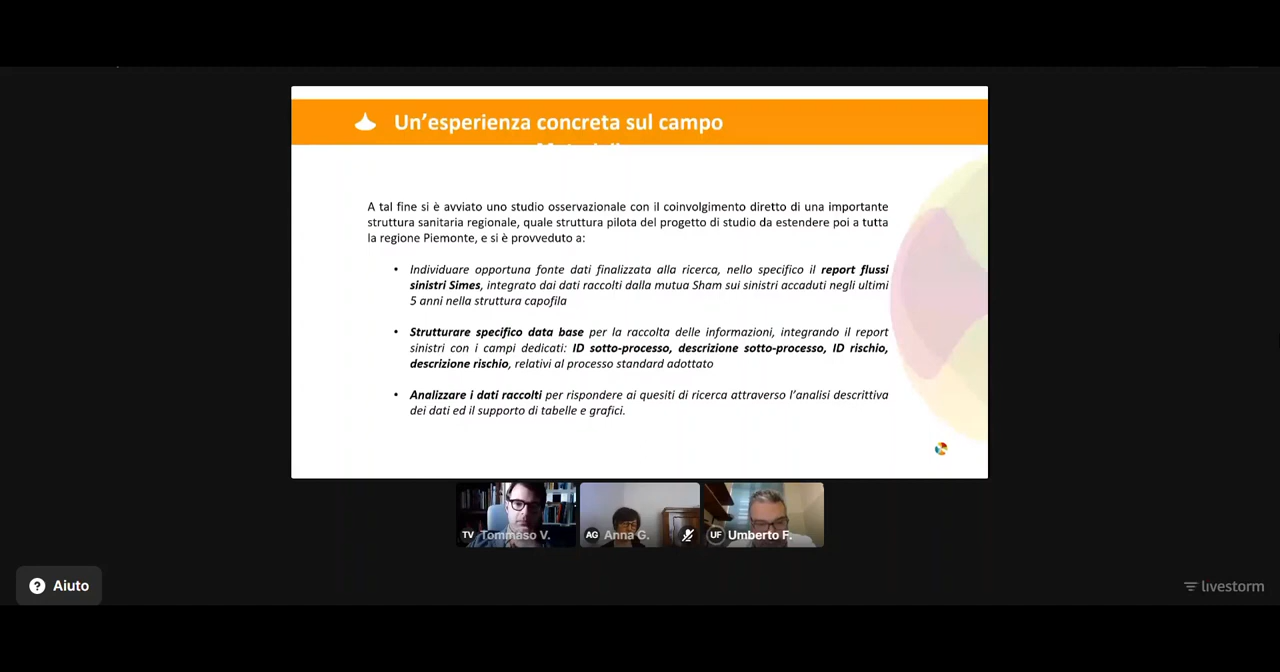 Un'esperienza concreta sul campo
A tal fine si è avviato uno studio osservazionale con il coinvolgimento diretto di una importante
struttura sanitaria regionale, quale struttura pilota del progetto di studio da estendere poi a tutta
la regione Piemonte, e si è provveduto a:
• Individuare opportuna fonte dati finalizzata alla ricerca, nello specifico il report flussi
sinistri Simes, integrato dai dati raccolti dalla mutua Sham sui sinistri accaduti negli ultimi
5 anni nella struttura capofila
• Strutturare specifico data base per la raccolta delle informazioni, integrando il report
sinistri con i campi dedicati: ID sotto-processo, descrizione sotto-processo, ID rischio,
descrizione rischio, relativi al processo standard adottato
• Analizzare i dati raccolti per rispondere ai quesiti di ricerca attraverso l'analisi descrittiva
dei dati ed il supporto di tabelle e grafici.
TV Tommaso V.
AG Anna G.
UF Umberto F.
? Aiuto
livestorm